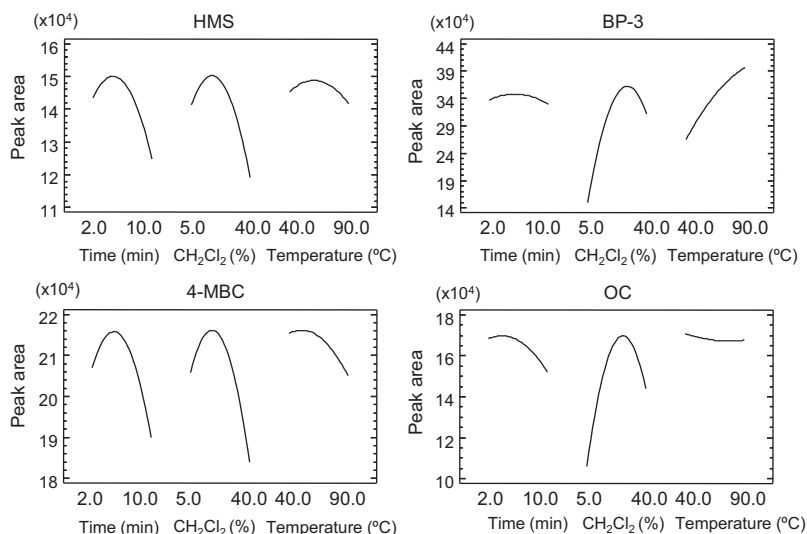 HMS
(x10⁴)
16
15
14
13
12
11
Peak area
2.0 10.0 5.0 40.0 40.0 90.0
Time (min) CH₂Cl₂ (%) Temperature (ºC)
BP-3
(x10⁴)
44
39
34
29
24
19
14
Peak area
2.0 10.0 5.0 40.0 40.0 90.0
Time (min) CH₂Cl₂ (%) Temperature (ºC)
4-MBC
(x10⁴)
22
21
20
19
18
Peak area
2.0 10.0 5.0 40.0 40.0 90.0
Time (min) CH₂Cl₂ (%) Temperature (ºC)
OC
(x10⁴)
18
16
14
12
10
Peak area
2.0 10.0 5.0 40.0 40.0 90.0
Time (min) CH₂Cl₂ (%) Temperature (ºC)